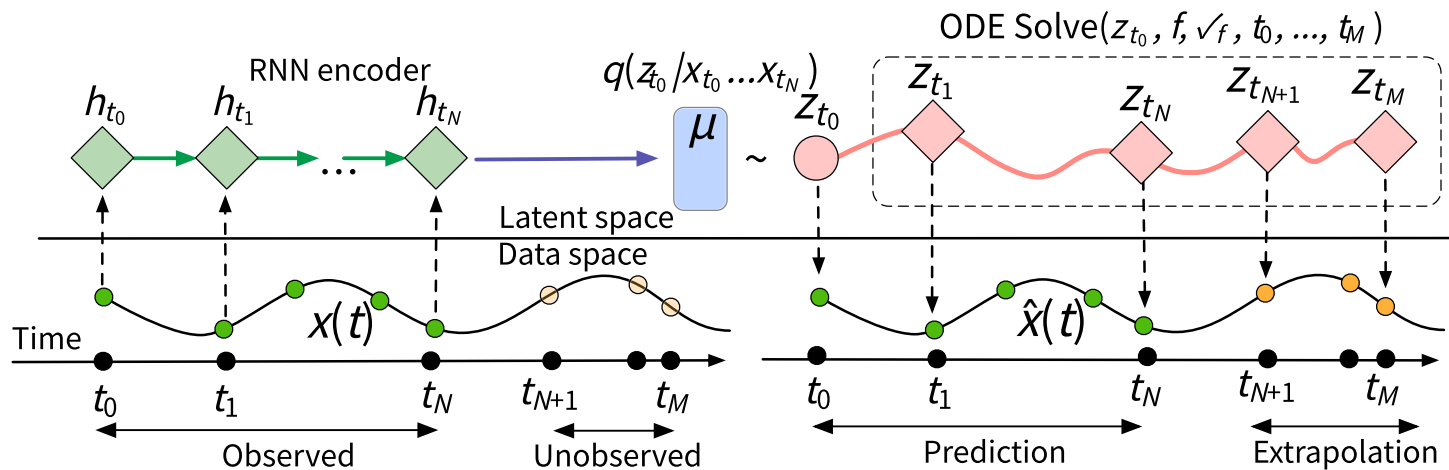 ODE Solve(z_{t_0}, f, √_f, t_0, ..., t_M)
RNN encoder
q(z_{t_0}|x_{t_0}...x_{t_N})
h_{t_0} h_{t_1} h_{t_N}
z_{t_0} z_{t_1} z_{t_N} z_{t_{N+1}} z_{t_M}
μ
... ~
Latent space
Data space
x(t) x̂(t)
Time
t_0 t_1 t_N t_{N+1} t_M t_0 t_1 t_N t_{N+1} t_M
Observed Unobserved Prediction Extrapolation